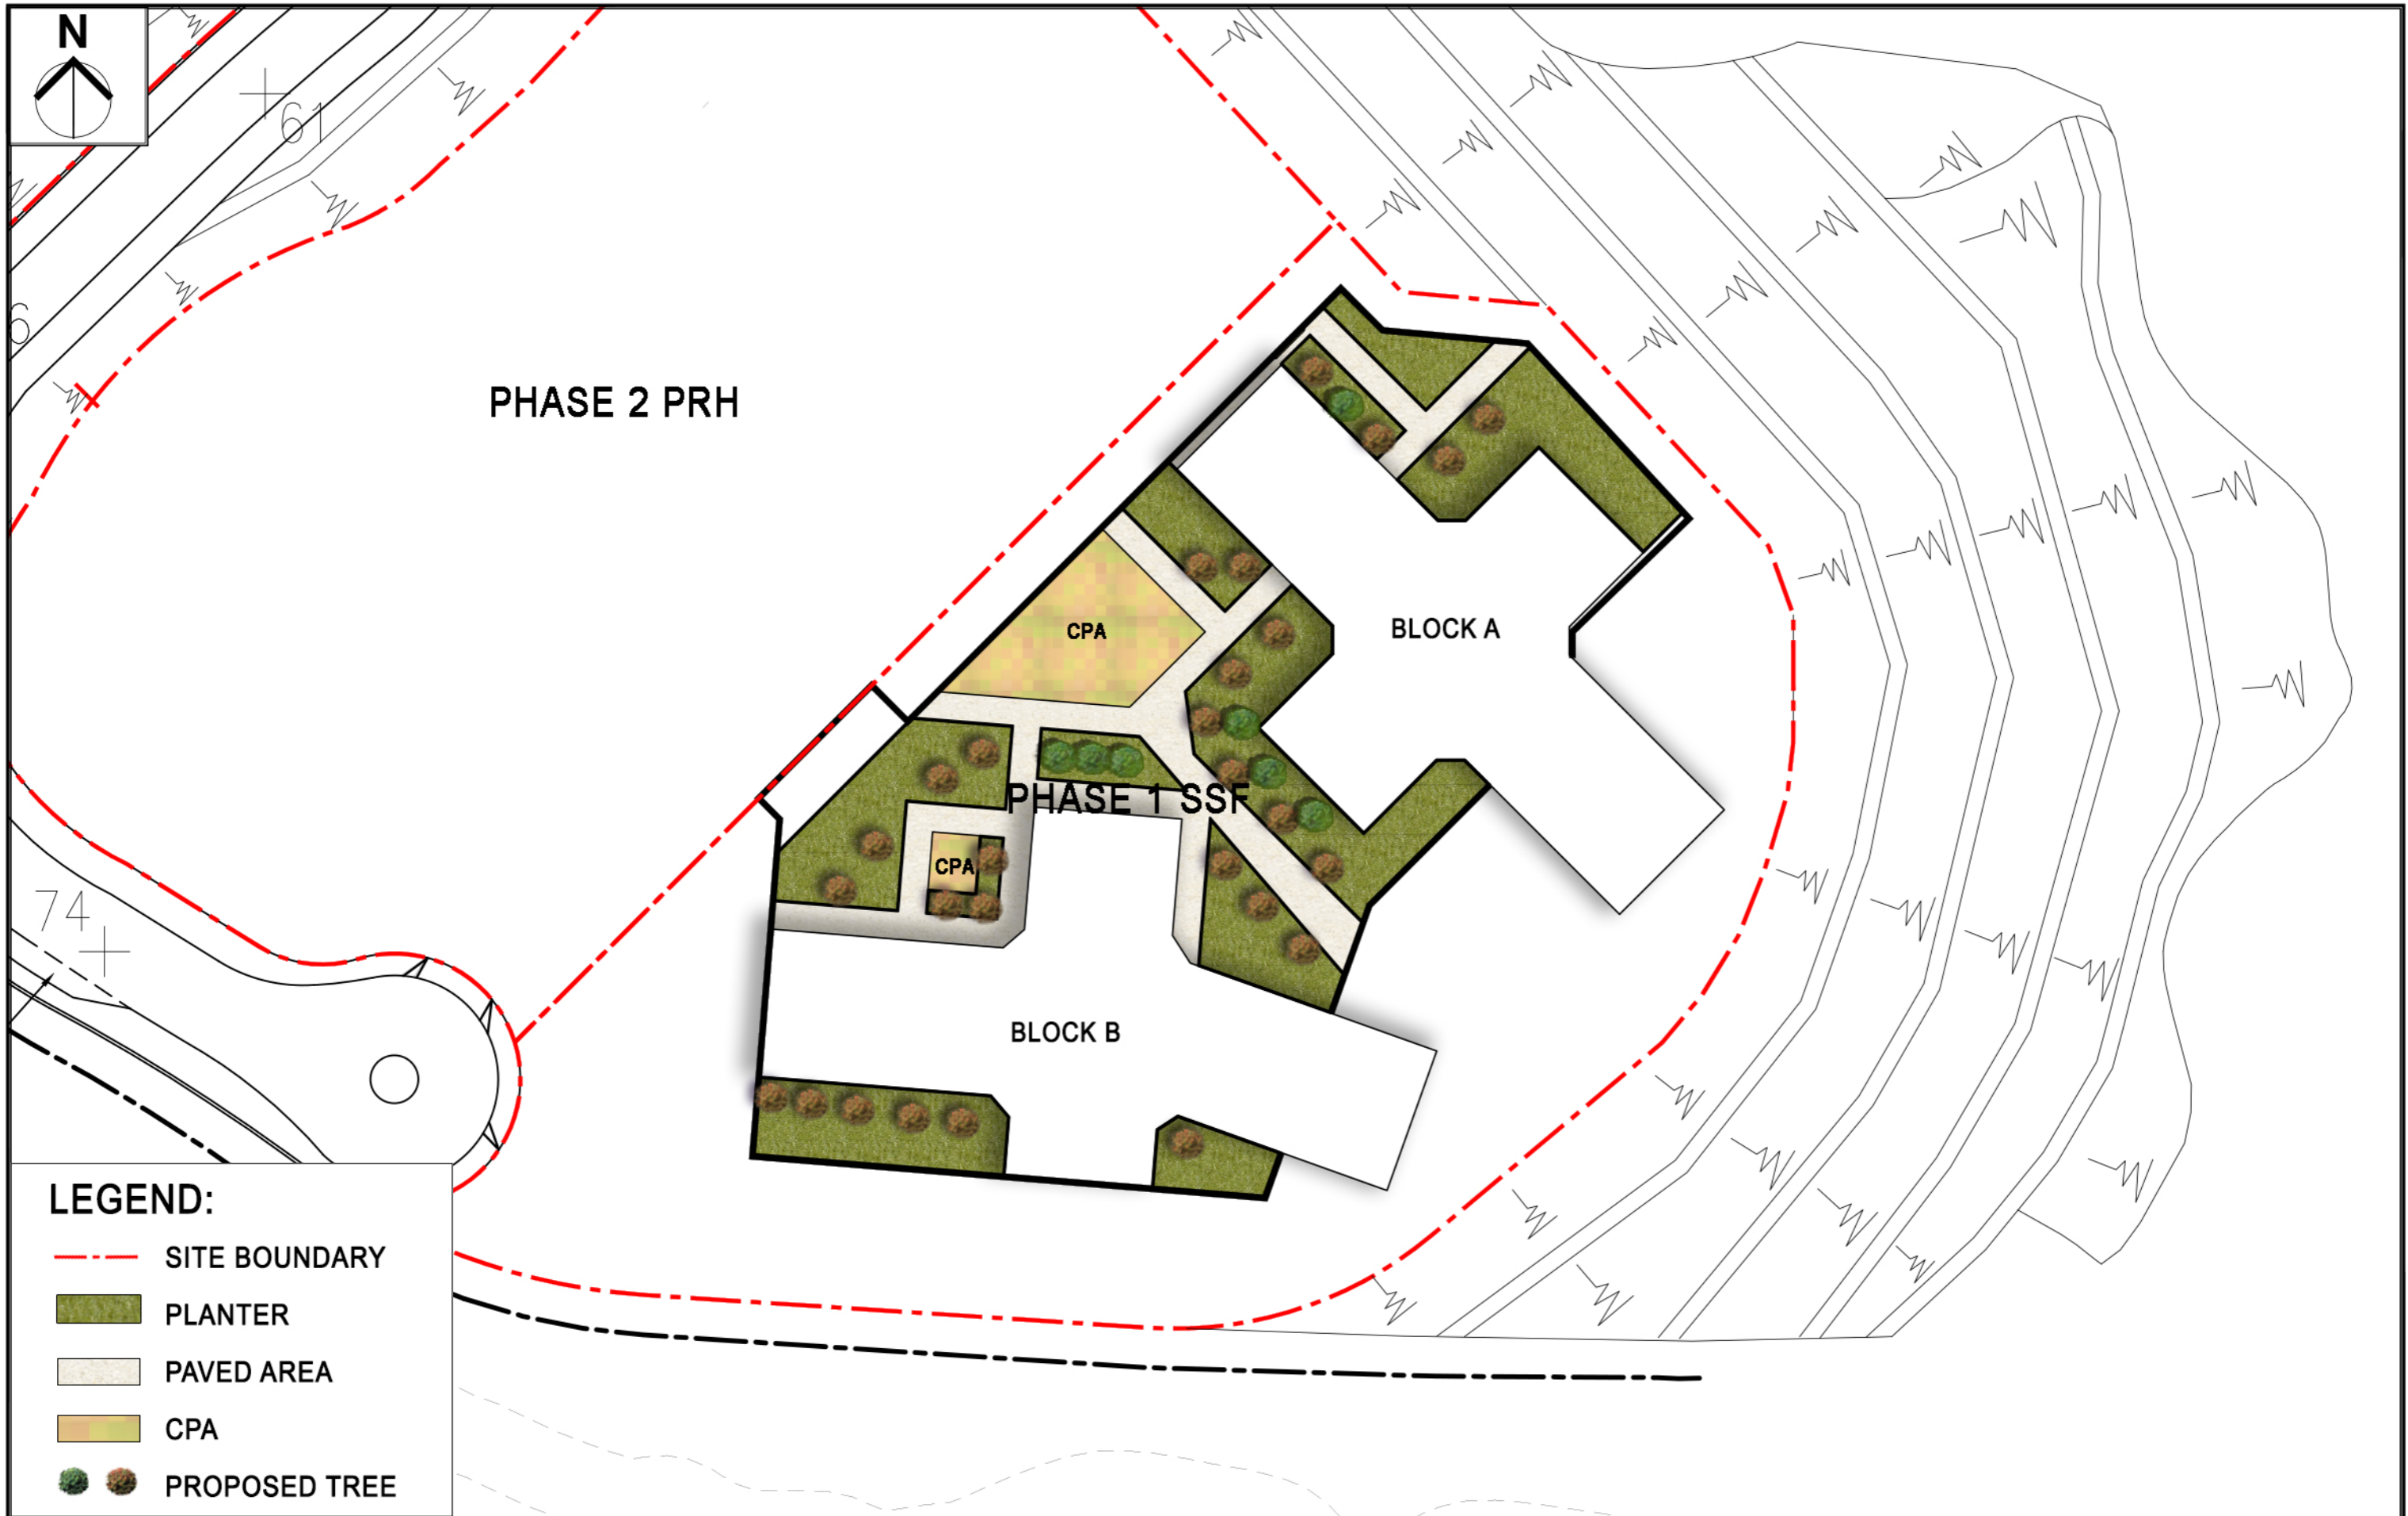 N
61
6
PHASE 2 PRH
CPA
BLOCK A
PHASE 1 SSF
CPA
74
BLOCK B
LEGEND:
SITE BOUNDARY
PLANTER
PAVED AREA
CPA
PROPOSED TREE